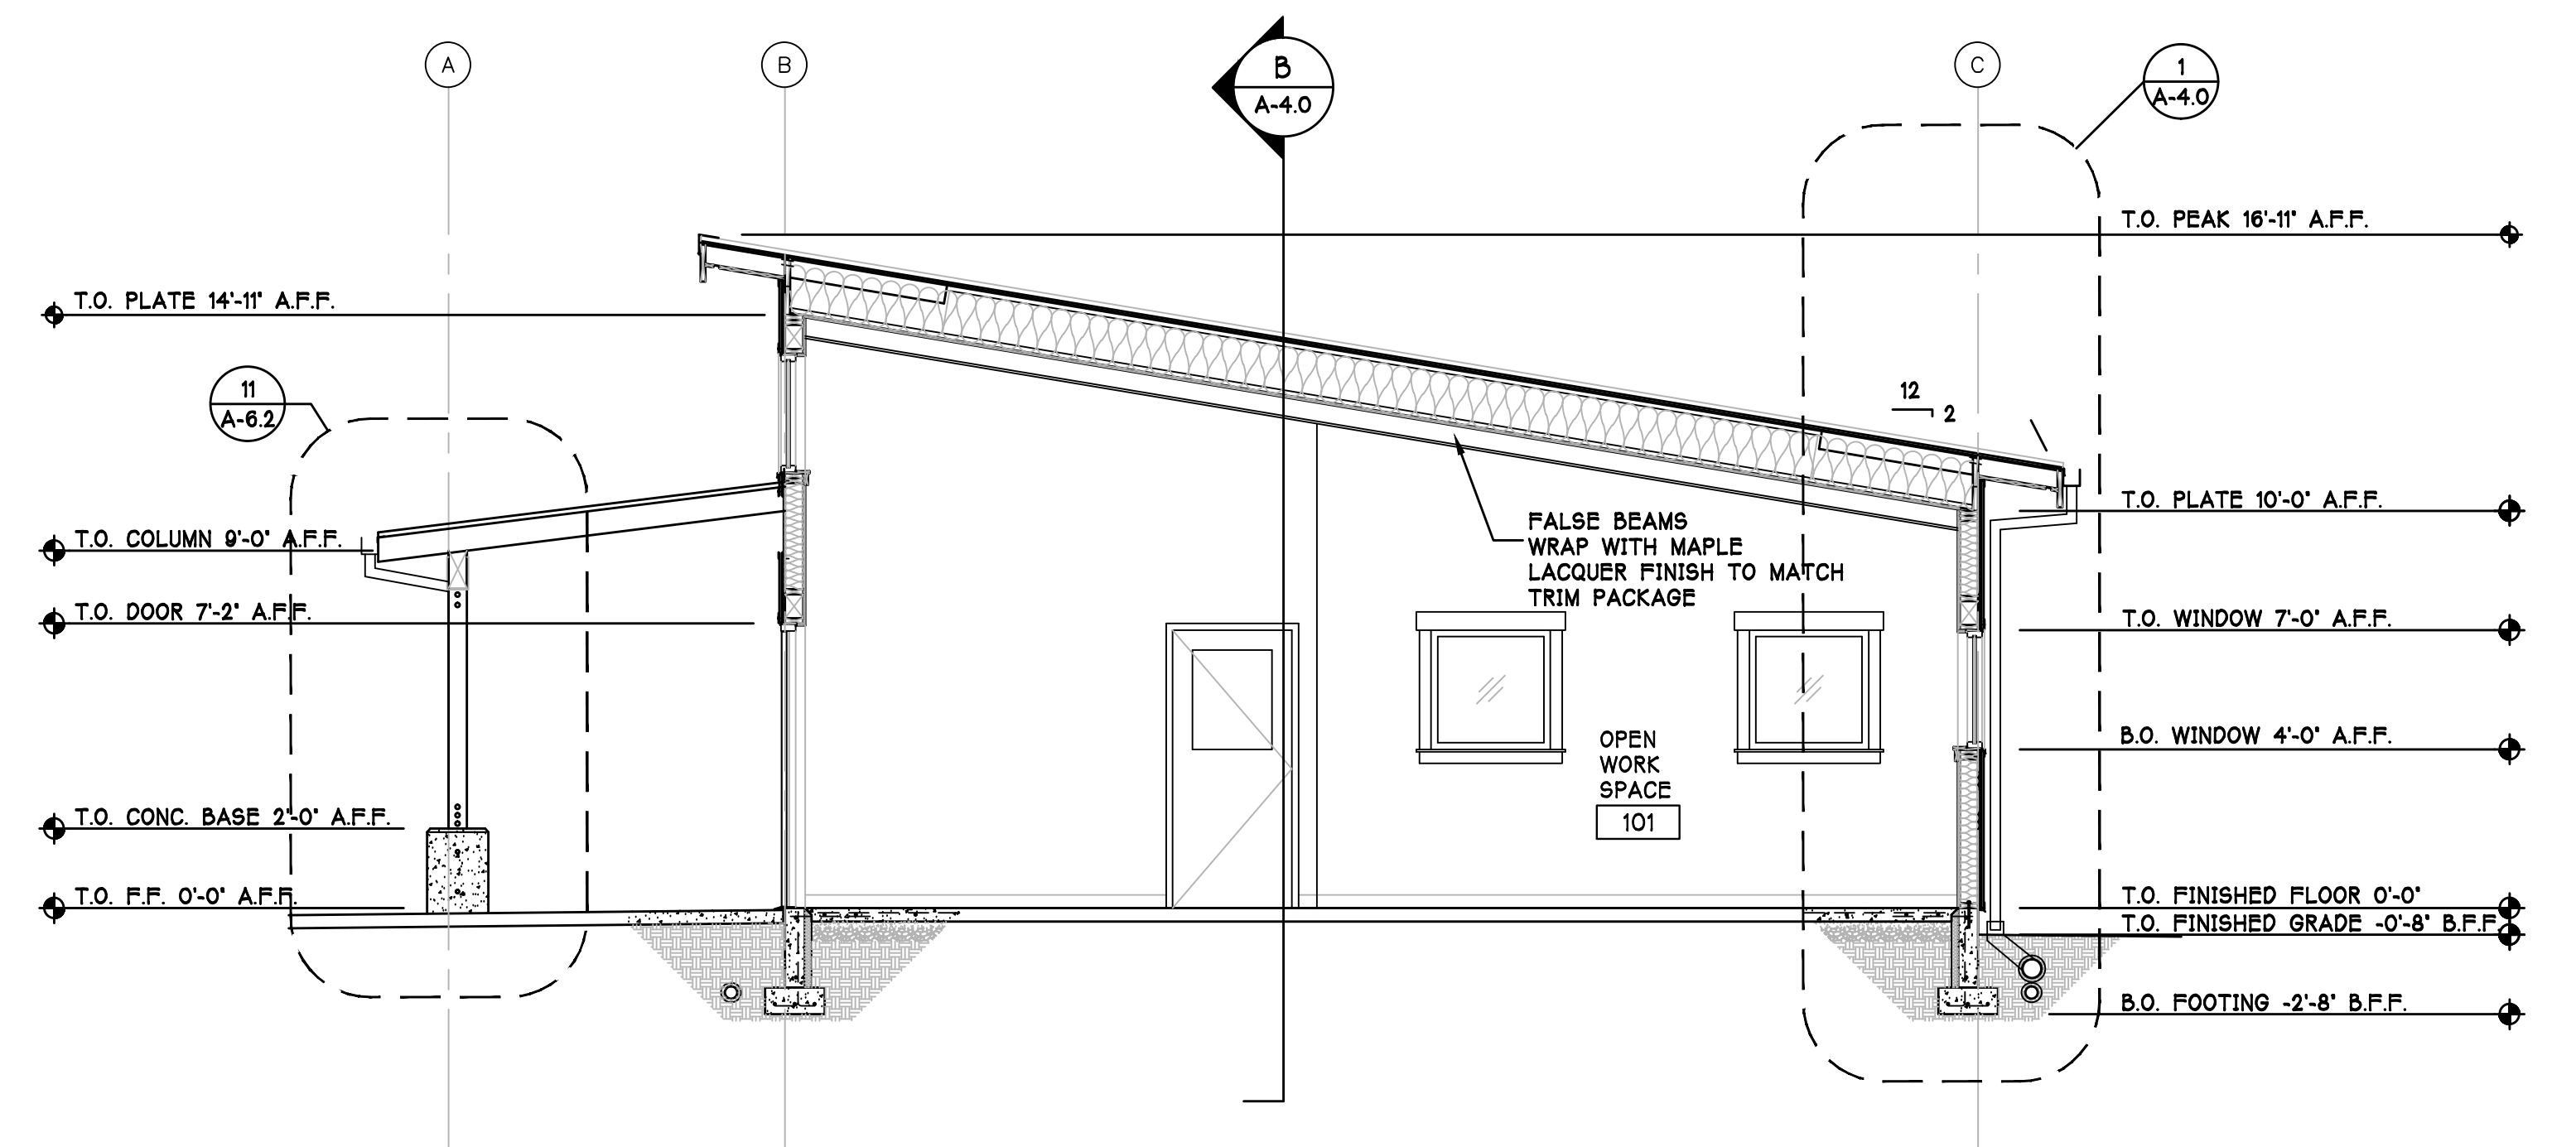 A
B
B
A-4.0
C
1
A-4.0
T.O. PEAK 16'-11" A.F.F.
T.O. PLATE 14'-11" A.F.F.
11
A-6.2
12
2
T.O. PLATE 10'-0" A.F.F.
FALSE BEAMS
WRAP WITH MAPLE
LACQUER FINISH TO MATCH
TRIM PACKAGE
T.O. COLUMN 9'-0" A.F.F.
T.O. DOOR 7'-2" A.F.F.
T.O. WINDOW 7'-0" A.F.F.
B.O. WINDOW 4'-0" A.F.F.
OPEN
WORK
SPACE
101
T.O. CONC. BASE 2'-0" A.F.F.
T.O. F.F. 0'-0" A.F.F.
T.O. FINISHED FLOOR 0'-0"
T.O. FINISHED GRADE -0'-8" B.F.F.
B.O. FOOTING -2'-8" B.F.F.